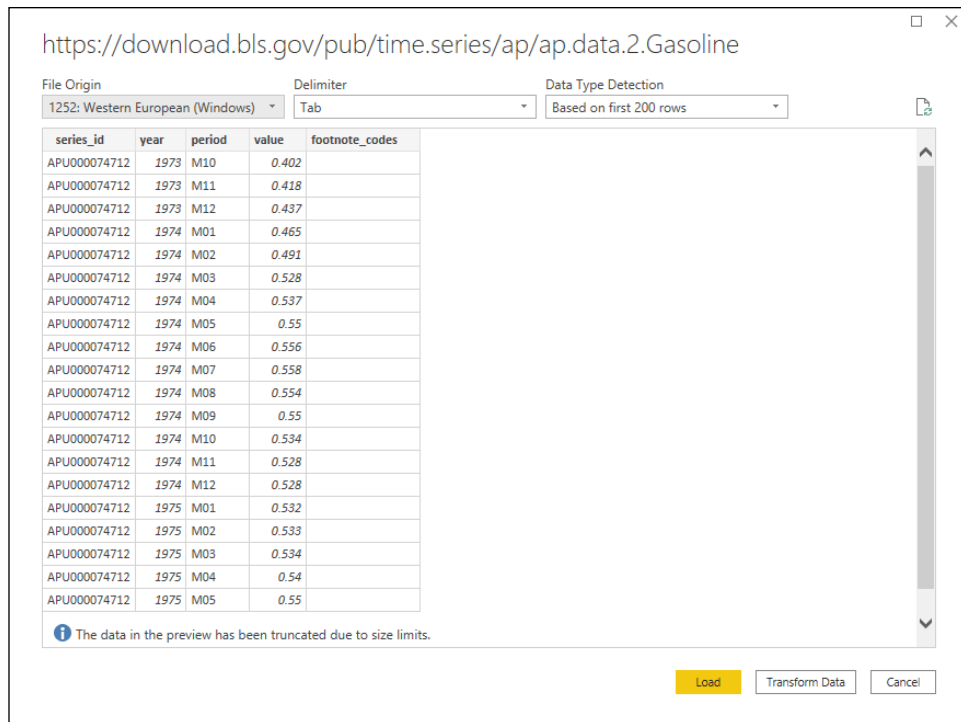 https://download.bls.gov/pub/time.series/ap/ap.data.2.Gasoline
File Origin Delimiter Data Type Detection
1252: Western European (Windows) Tab Based on first 200 rows
series_id year period value footnote_codes
APU000074712 1973 M10 0.402
APU000074712 1973 M11 0.418
APU000074712 1973 M12 0.437
APU000074712 1974 M01 0.465
APU000074712 1974 M02 0.491
APU000074712 1974 M03 0.528
APU000074712 1974 M04 0.537
APU000074712 1974 M05 0.55
APU000074712 1974 M06 0.556
APU000074712 1974 M07 0.558
APU000074712 1974 M08 0.554
APU000074712 1974 M09 0.55
APU000074712 1974 M10 0.534
APU000074712 1974 M11 0.528
APU000074712 1974 M12 0.528
APU000074712 1975 M01 0.532
APU000074712 1975 M02 0.533
APU000074712 1975 M03 0.534
APU000074712 1975 M04 0.54
APU000074712 1975 M05 0.55
The data in the preview has been truncated due to size limits.
Load Transform Data Cancel